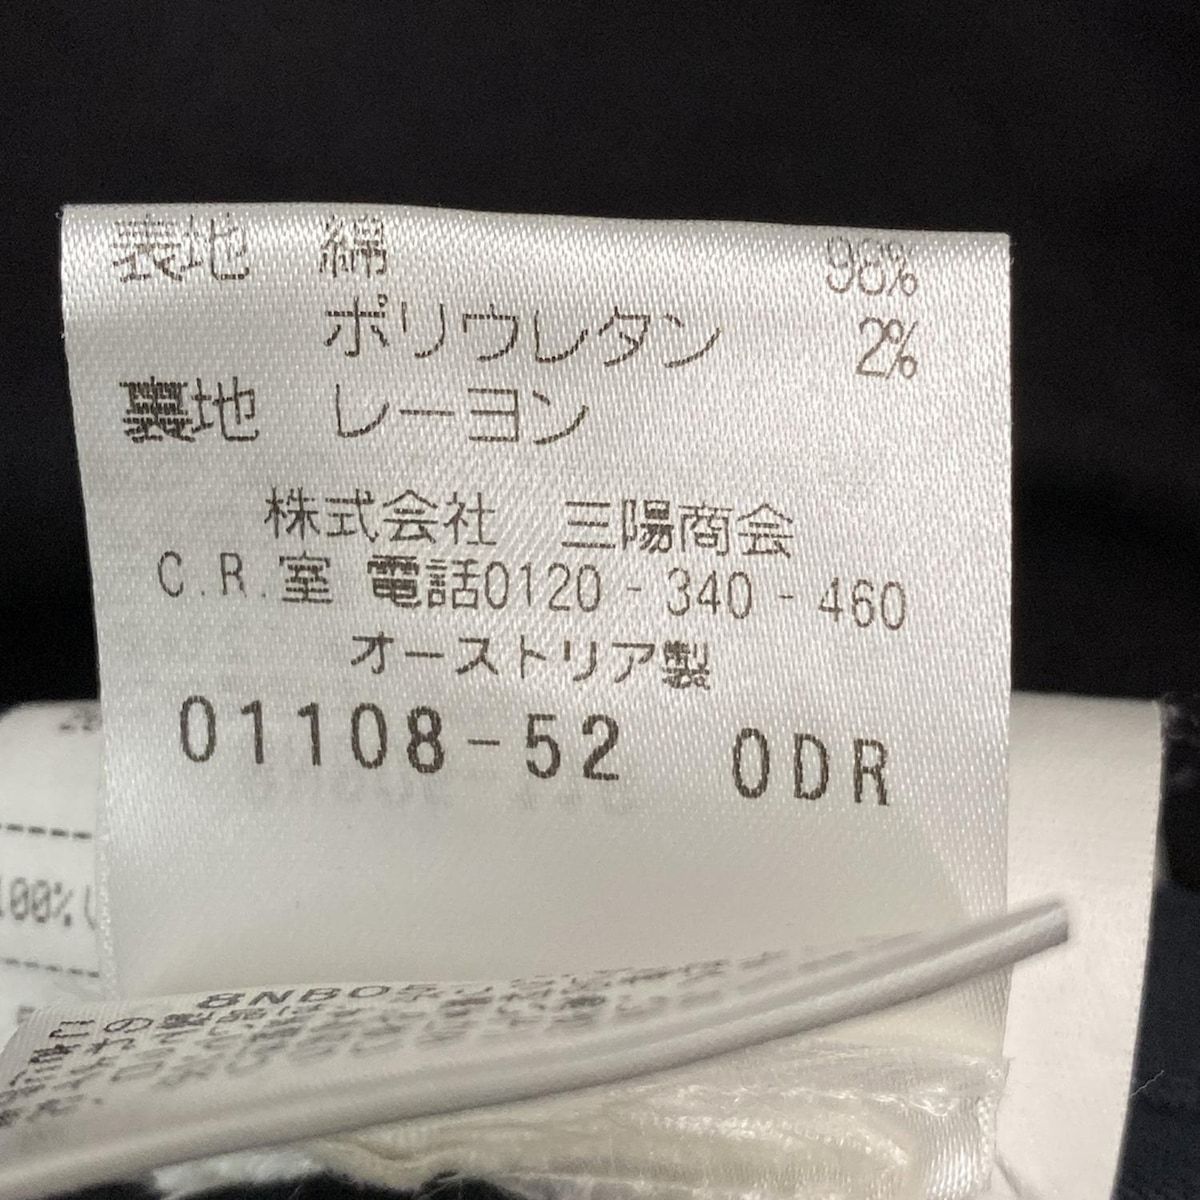 表地 綿 98%
ポリウレタン 2%
裏地 レーヨン
株式会社 三陽商会
C.R.室 電話0120-340-460
オーストリア製
01108-52 0DR
100%